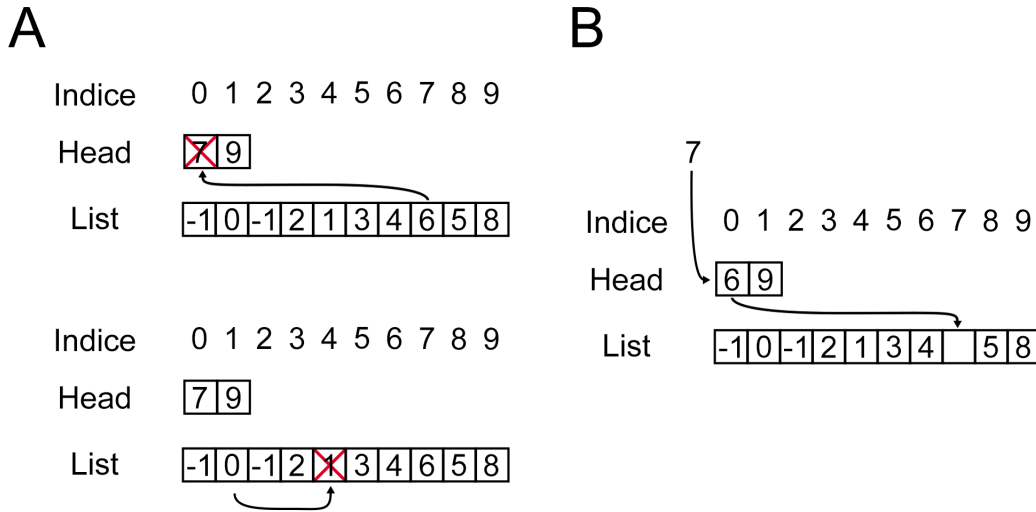 A
Indice 0 1 2 3 4 5 6 7 8 9
Head 7 9
List -1 0 -1 2 1 3 4 6 5 8
Indice 0 1 2 3 4 5 6 7 8 9
Head 7 9
List -1 0 -1 2 1 3 4 6 5 8
B
7
Indice 0 1 2 3 4 5 6 7 8 9
Head 6 9
List -1 0 -1 2 1 3 4 5 8